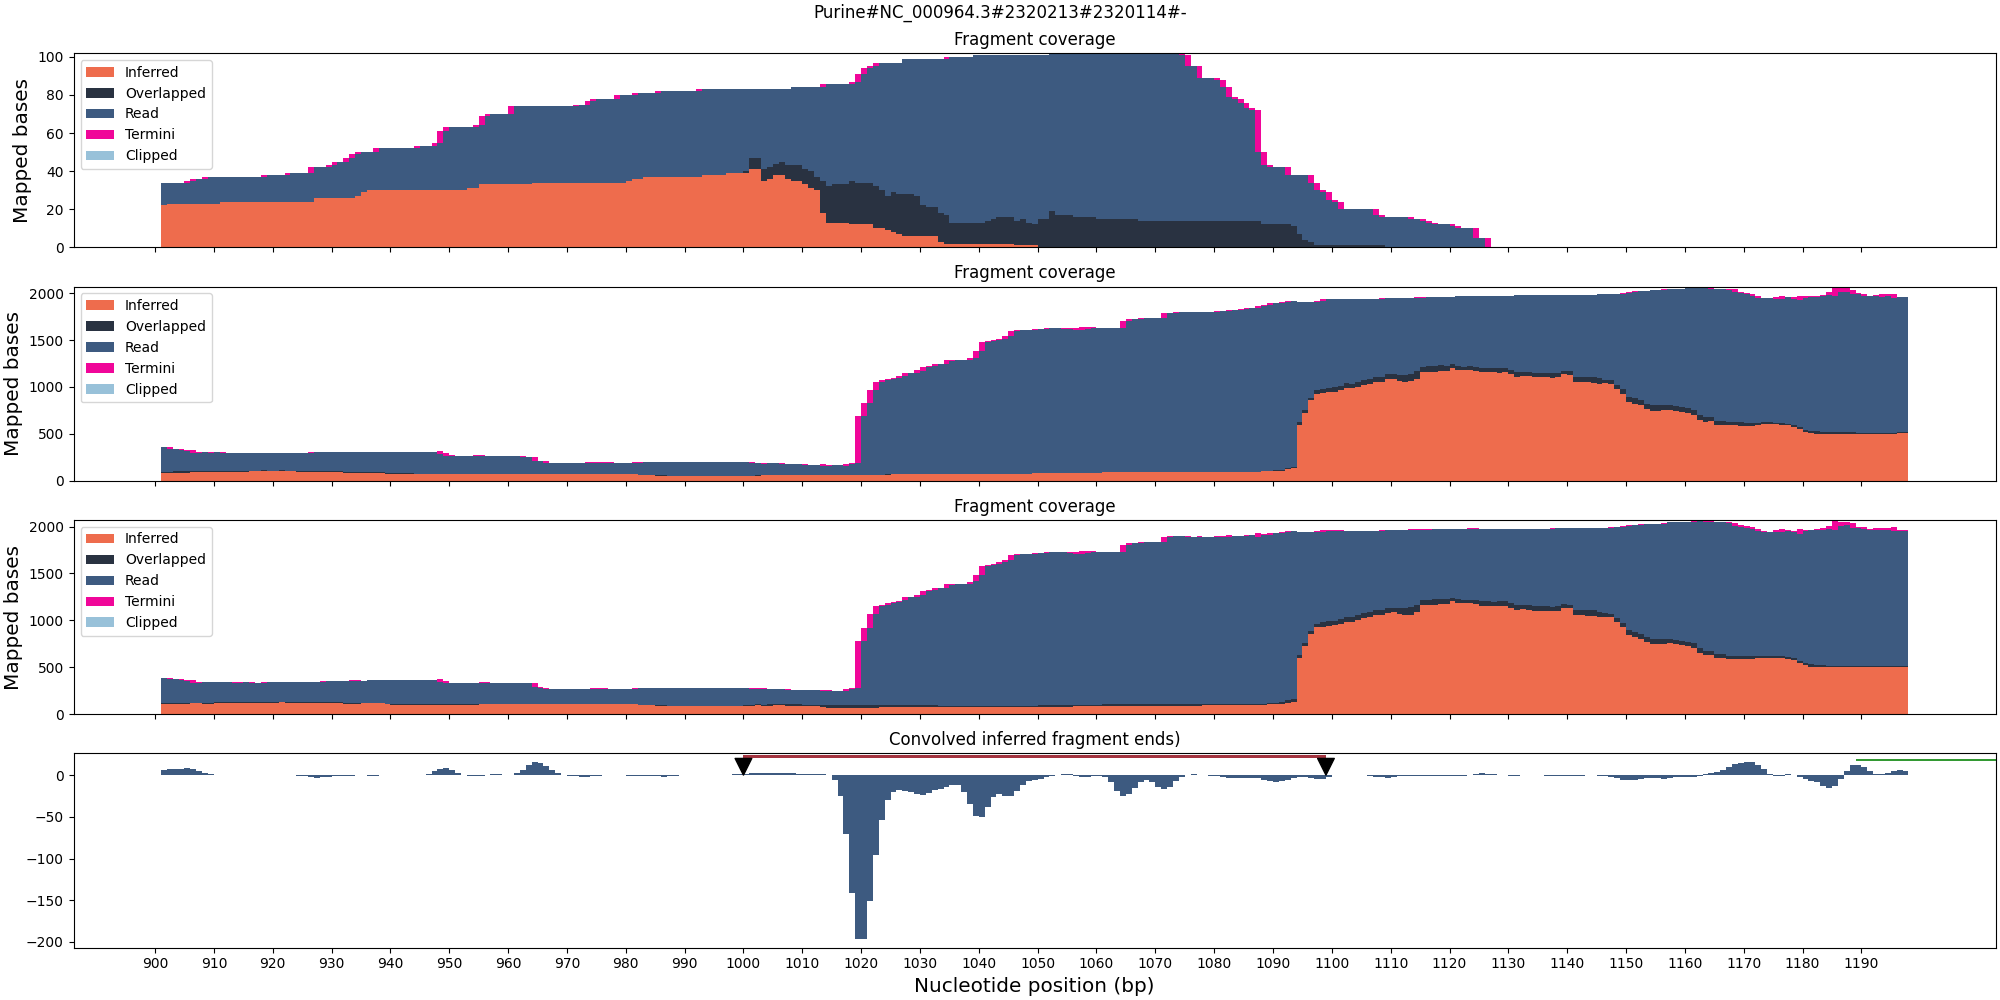 Purine#NC_000964.3#2320213#2320114#-
Fragment coverage
Mapped bases
100
80
60
40
20
0
Inferred
Overlapped
Read
Termini
Clipped
Fragment coverage
Mapped bases
2000
1500
1000
500
0
Inferred
Overlapped
Read
Termini
Clipped
Fragment coverage
Mapped bases
2000
1500
1000
500
0
Inferred
Overlapped
Read
Termini
Clipped
Convolved inferred fragment ends)
0
−50
−100
−150
−200
900 910 920 930 940 950 960 970 980 990 1000 1010 1020 1030 1040 1050 1060 1070 1080 1090 1100 1110 1120 1130 1140 1150 1160 1170 1180 1190
Nucleotide position (bp)